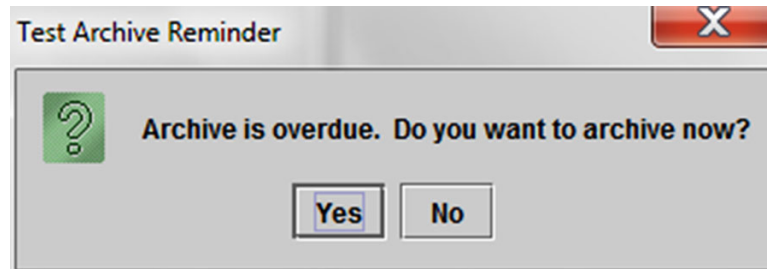 Test Archive Reminder
Archive is overdue. Do you want to archive now?
Yes No